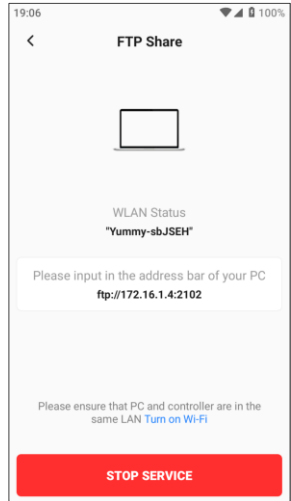 19:06 100%
FTP Share
WLAN Status
"Yummy-sbJSEH"
Please input in the address bar of your PC
ftp://172.16.1.4:2102
Please ensure that PC and controller are in the
same LAN Turn on Wi-Fi
STOP SERVICE